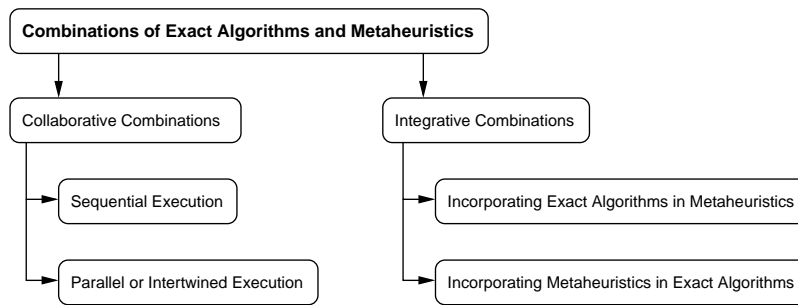 Combinations of Exact Algorithms and Metaheuristics
Collaborative Combinations
Integrative Combinations
Sequential Execution
Incorporating Exact Algorithms in Metaheuristics
Parallel or Intertwined Execution
Incorporating Metaheuristics in Exact Algorithms